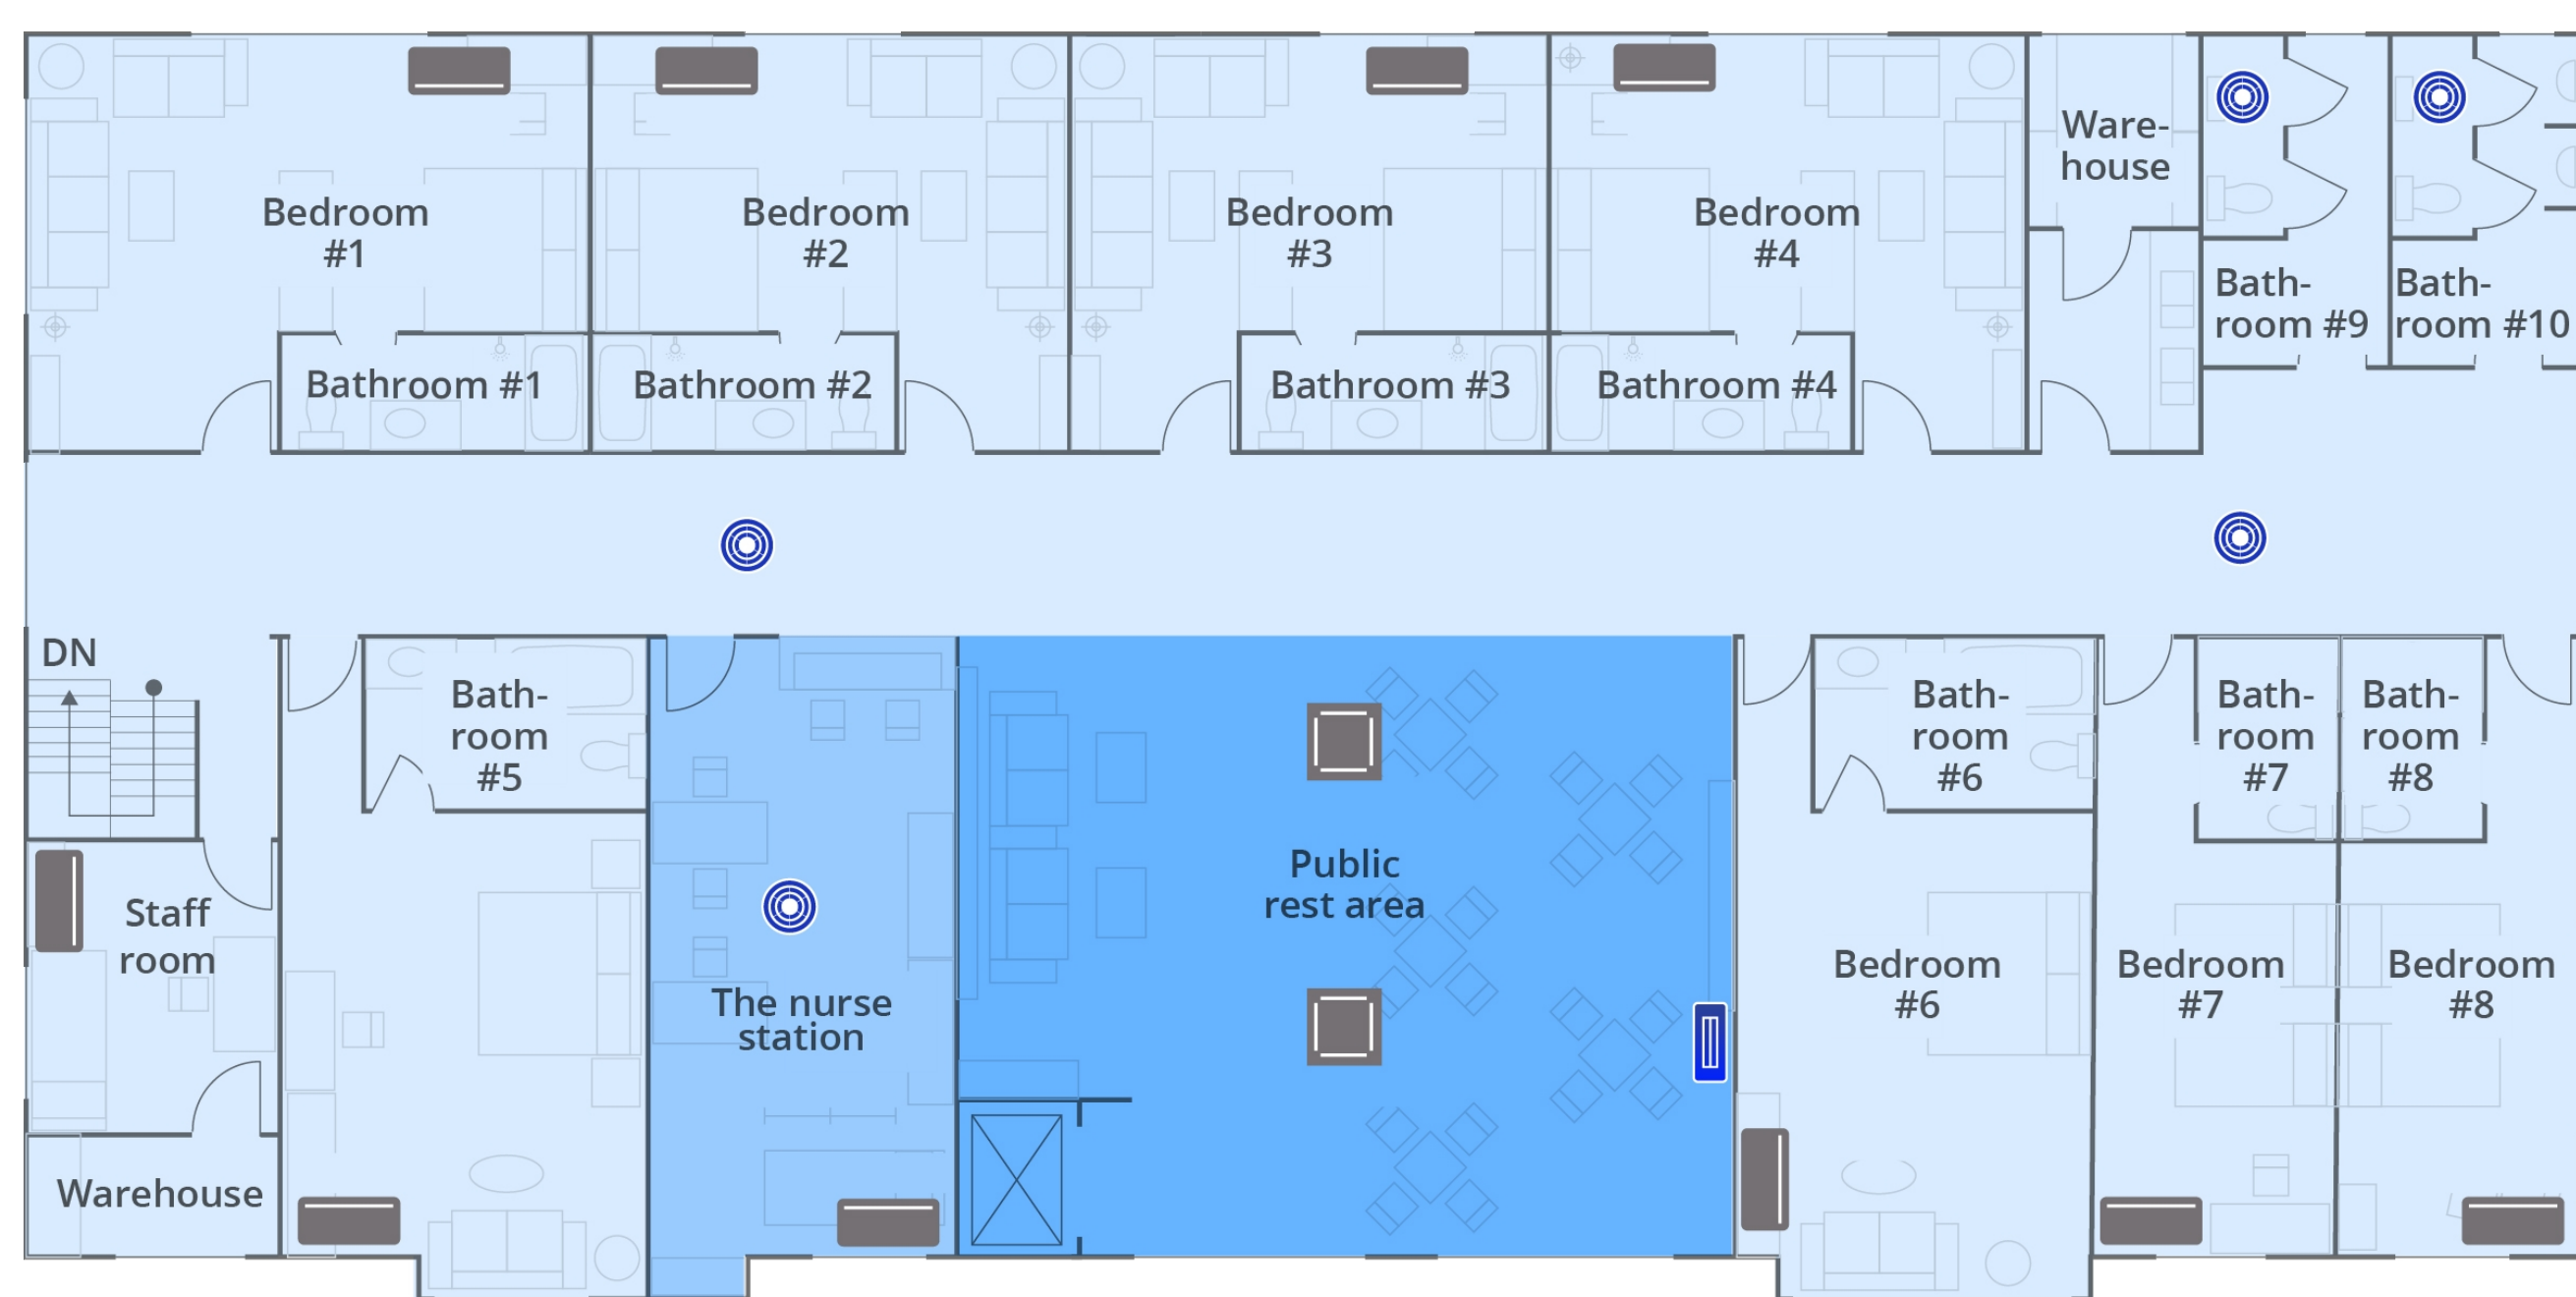 Bedroom
#1
Bedroom
#2
Bedroom
#3
Bedroom
#4
Ware-
house
Bath-
room #9
Bath-
room #10
Bathroom #1
Bathroom #2
Bathroom #3
Bathroom #4
DN
Bath-
room
#5
Bath-
room
#6
Bath-
room
#7
Bath-
room
#8
Staff
room
The nurse
station
Public
rest area
Bedroom
#6
Bedroom
#7
Bedroom
#8
Warehouse